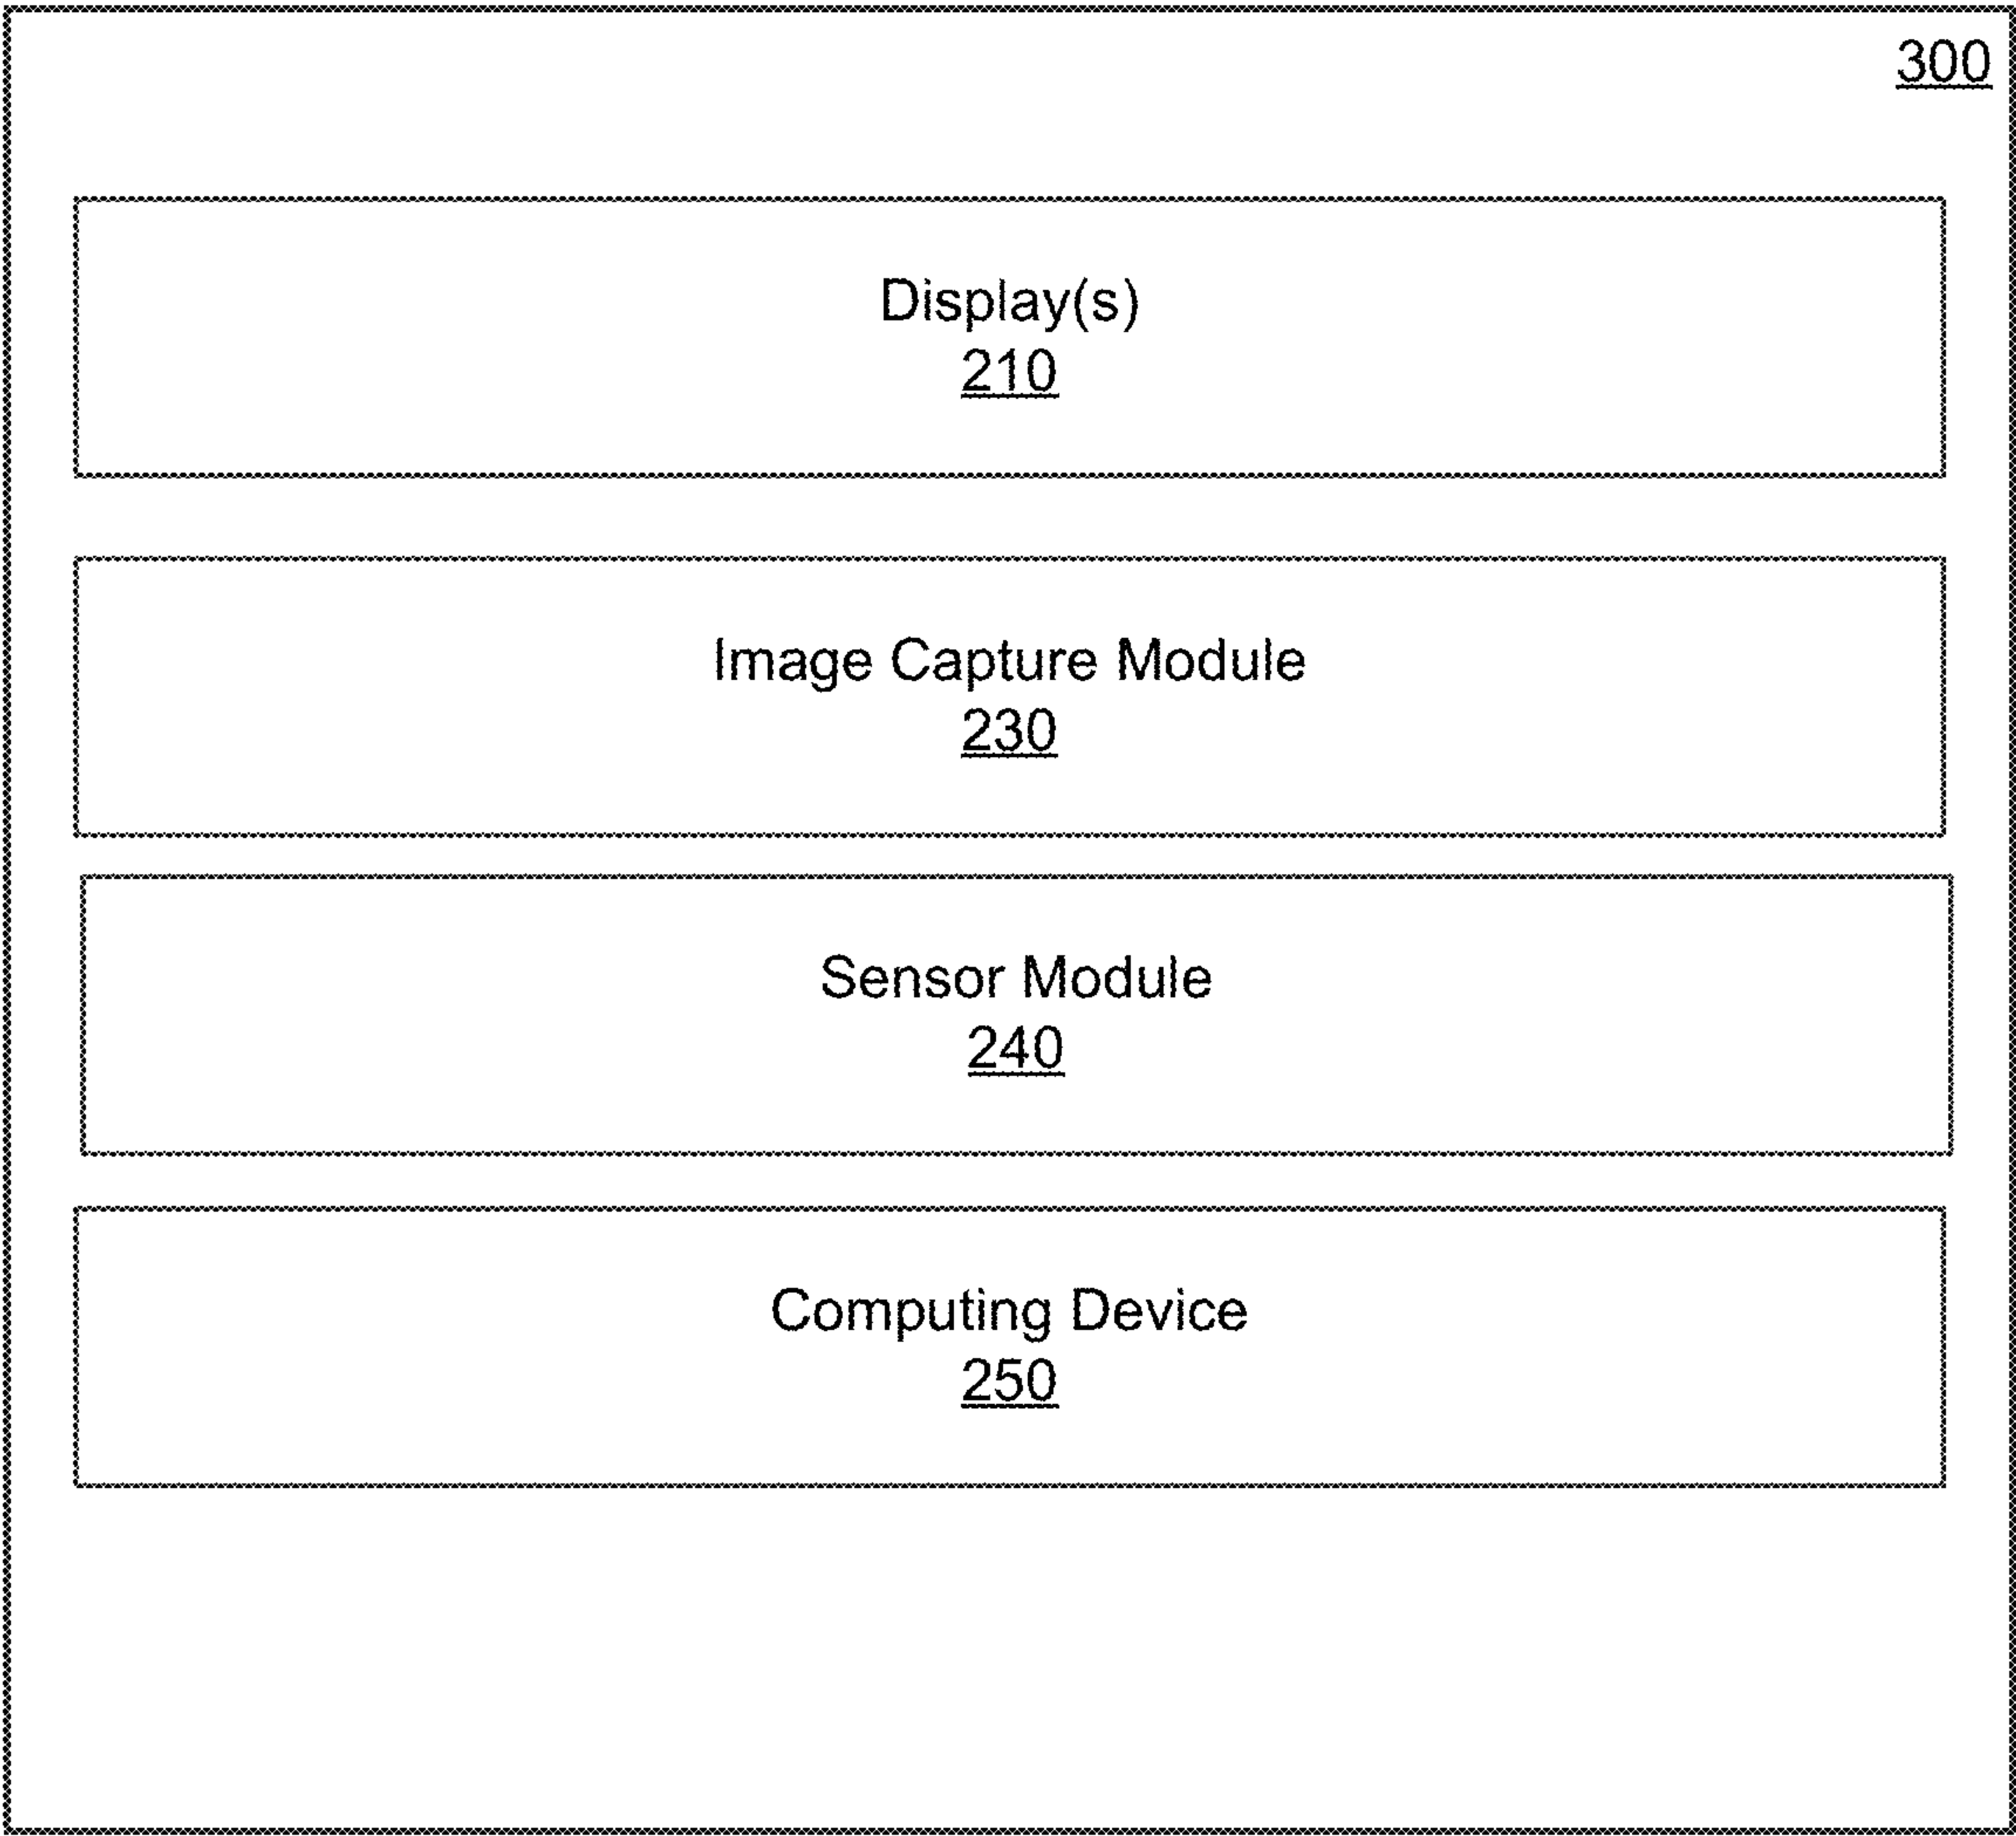 300
Display(s)
210
Image Capture Module
230
Sensor Module
240
Computing Device
250